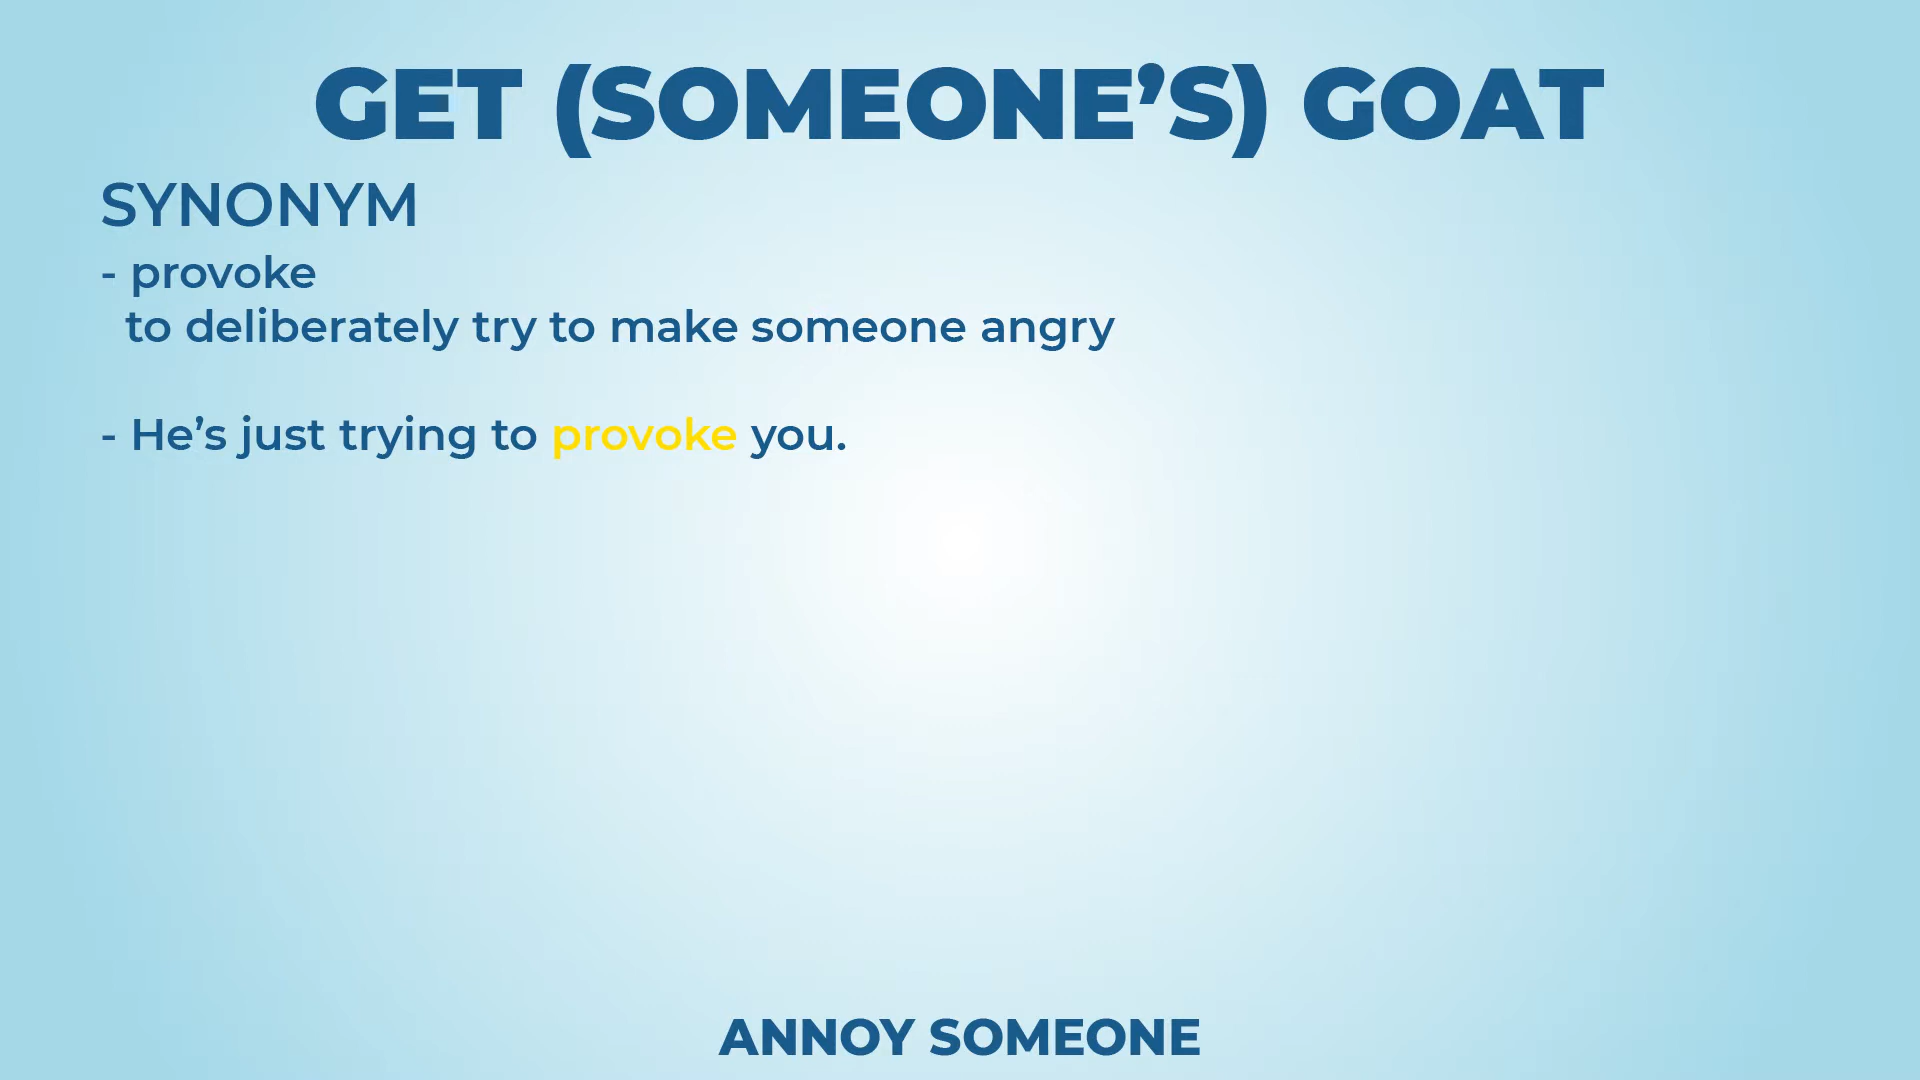 GET (SOMEONE’S) GOAT
SYNONYM
- provoke
to deliberately try to make someone angry
- He’s just trying to provoke you.
ANNOY SOMEONE